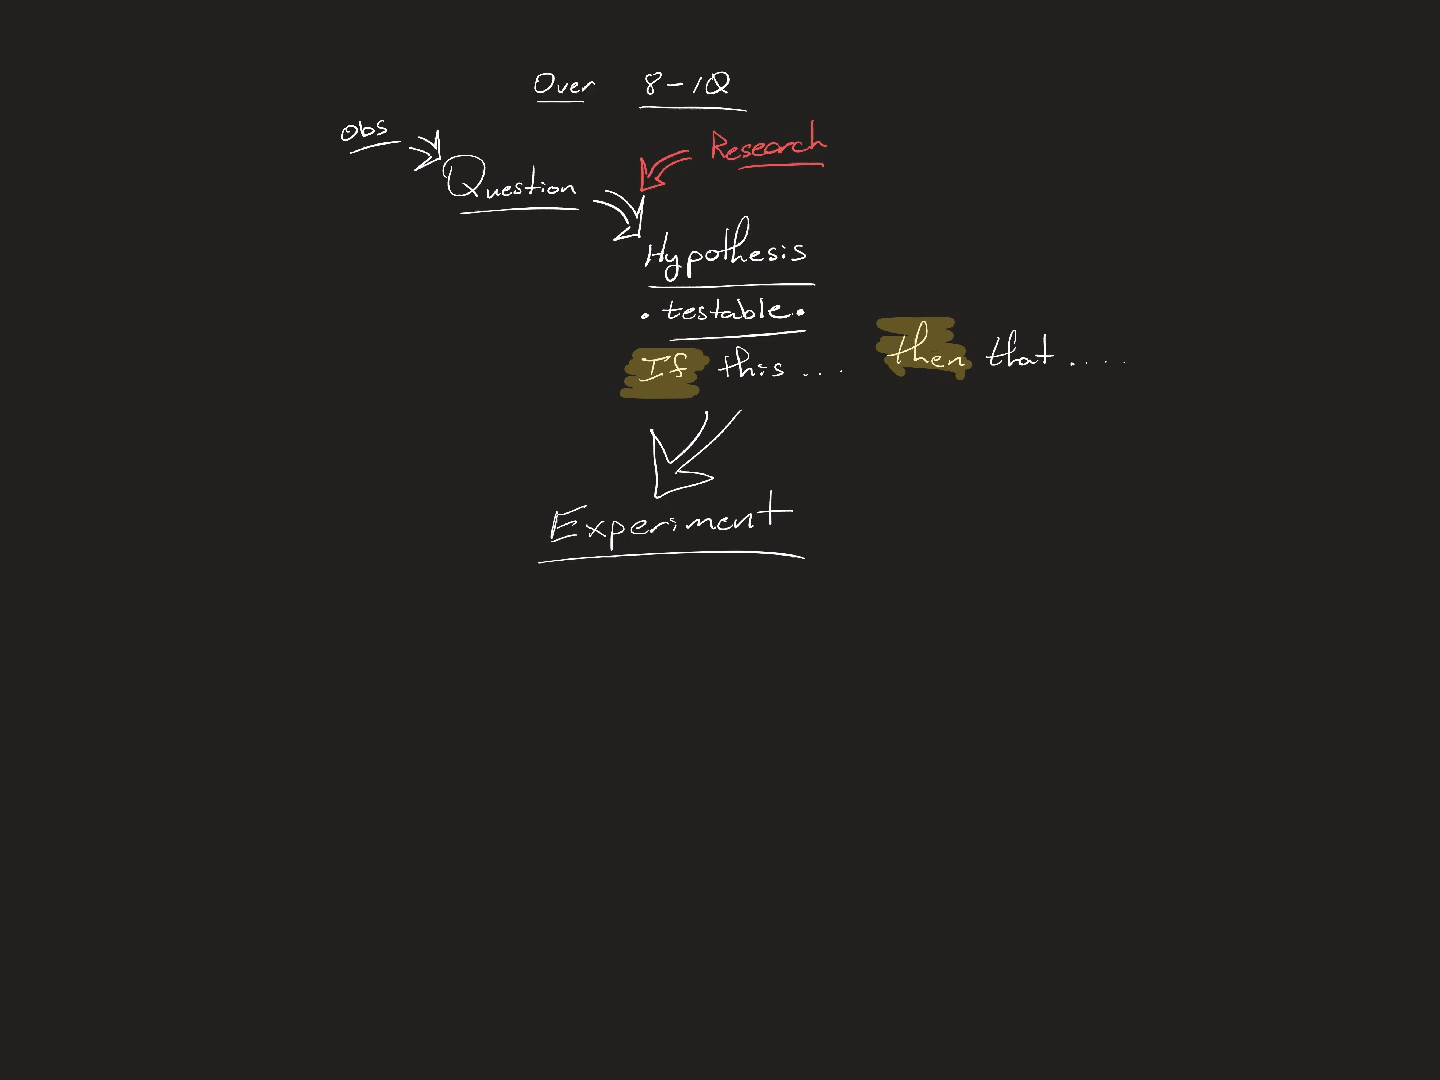 Over 8-10
Obs
Research
Question
Hypothesis
• testable •
If this ... then that ....
Experiment